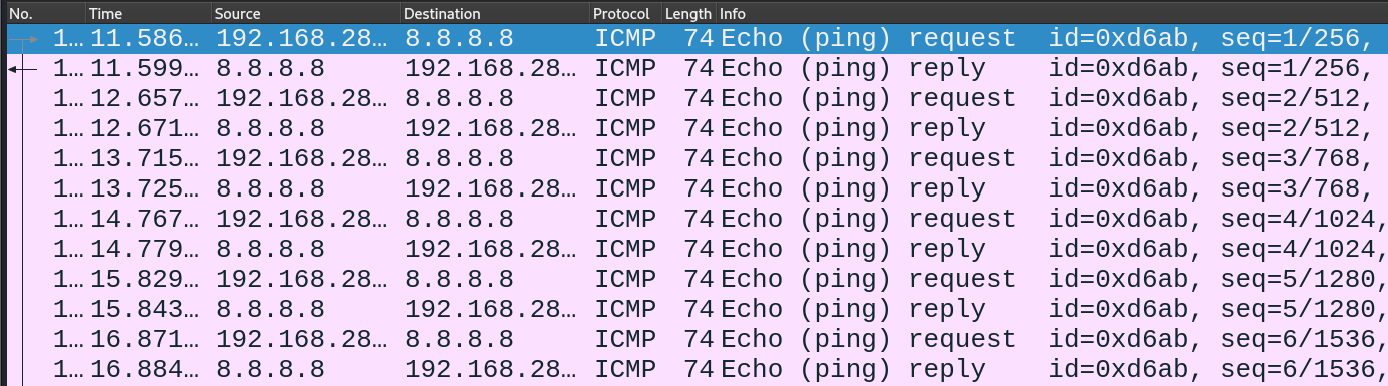 No. Time Source Destination Protocol Length Info
1… 11.586… 192.168.28… 8.8.8.8 ICMP 74 Echo (ping) request id=0xd6ab, seq=1/256,
1… 11.599… 8.8.8.8 192.168.28… ICMP 74 Echo (ping) reply id=0xd6ab, seq=1/256,
1… 12.657… 192.168.28… 8.8.8.8 ICMP 74 Echo (ping) request id=0xd6ab, seq=2/512,
1… 12.671… 8.8.8.8 192.168.28… ICMP 74 Echo (ping) reply id=0xd6ab, seq=2/512,
1… 13.715… 192.168.28… 8.8.8.8 ICMP 74 Echo (ping) request id=0xd6ab, seq=3/768,
1… 13.725… 8.8.8.8 192.168.28… ICMP 74 Echo (ping) reply id=0xd6ab, seq=3/768,
1… 14.767… 192.168.28… 8.8.8.8 ICMP 74 Echo (ping) request id=0xd6ab, seq=4/1024,
1… 14.779… 8.8.8.8 192.168.28… ICMP 74 Echo (ping) reply id=0xd6ab, seq=4/1024,
1… 15.829… 192.168.28… 8.8.8.8 ICMP 74 Echo (ping) request id=0xd6ab, seq=5/1280,
1… 15.843… 8.8.8.8 192.168.28… ICMP 74 Echo (ping) reply id=0xd6ab, seq=5/1280,
1… 16.871… 192.168.28… 8.8.8.8 ICMP 74 Echo (ping) request id=0xd6ab, seq=6/1536,
1… 16.884… 8.8.8.8 192.168.28… ICMP 74 Echo (ping) reply id=0xd6ab, seq=6/1536,